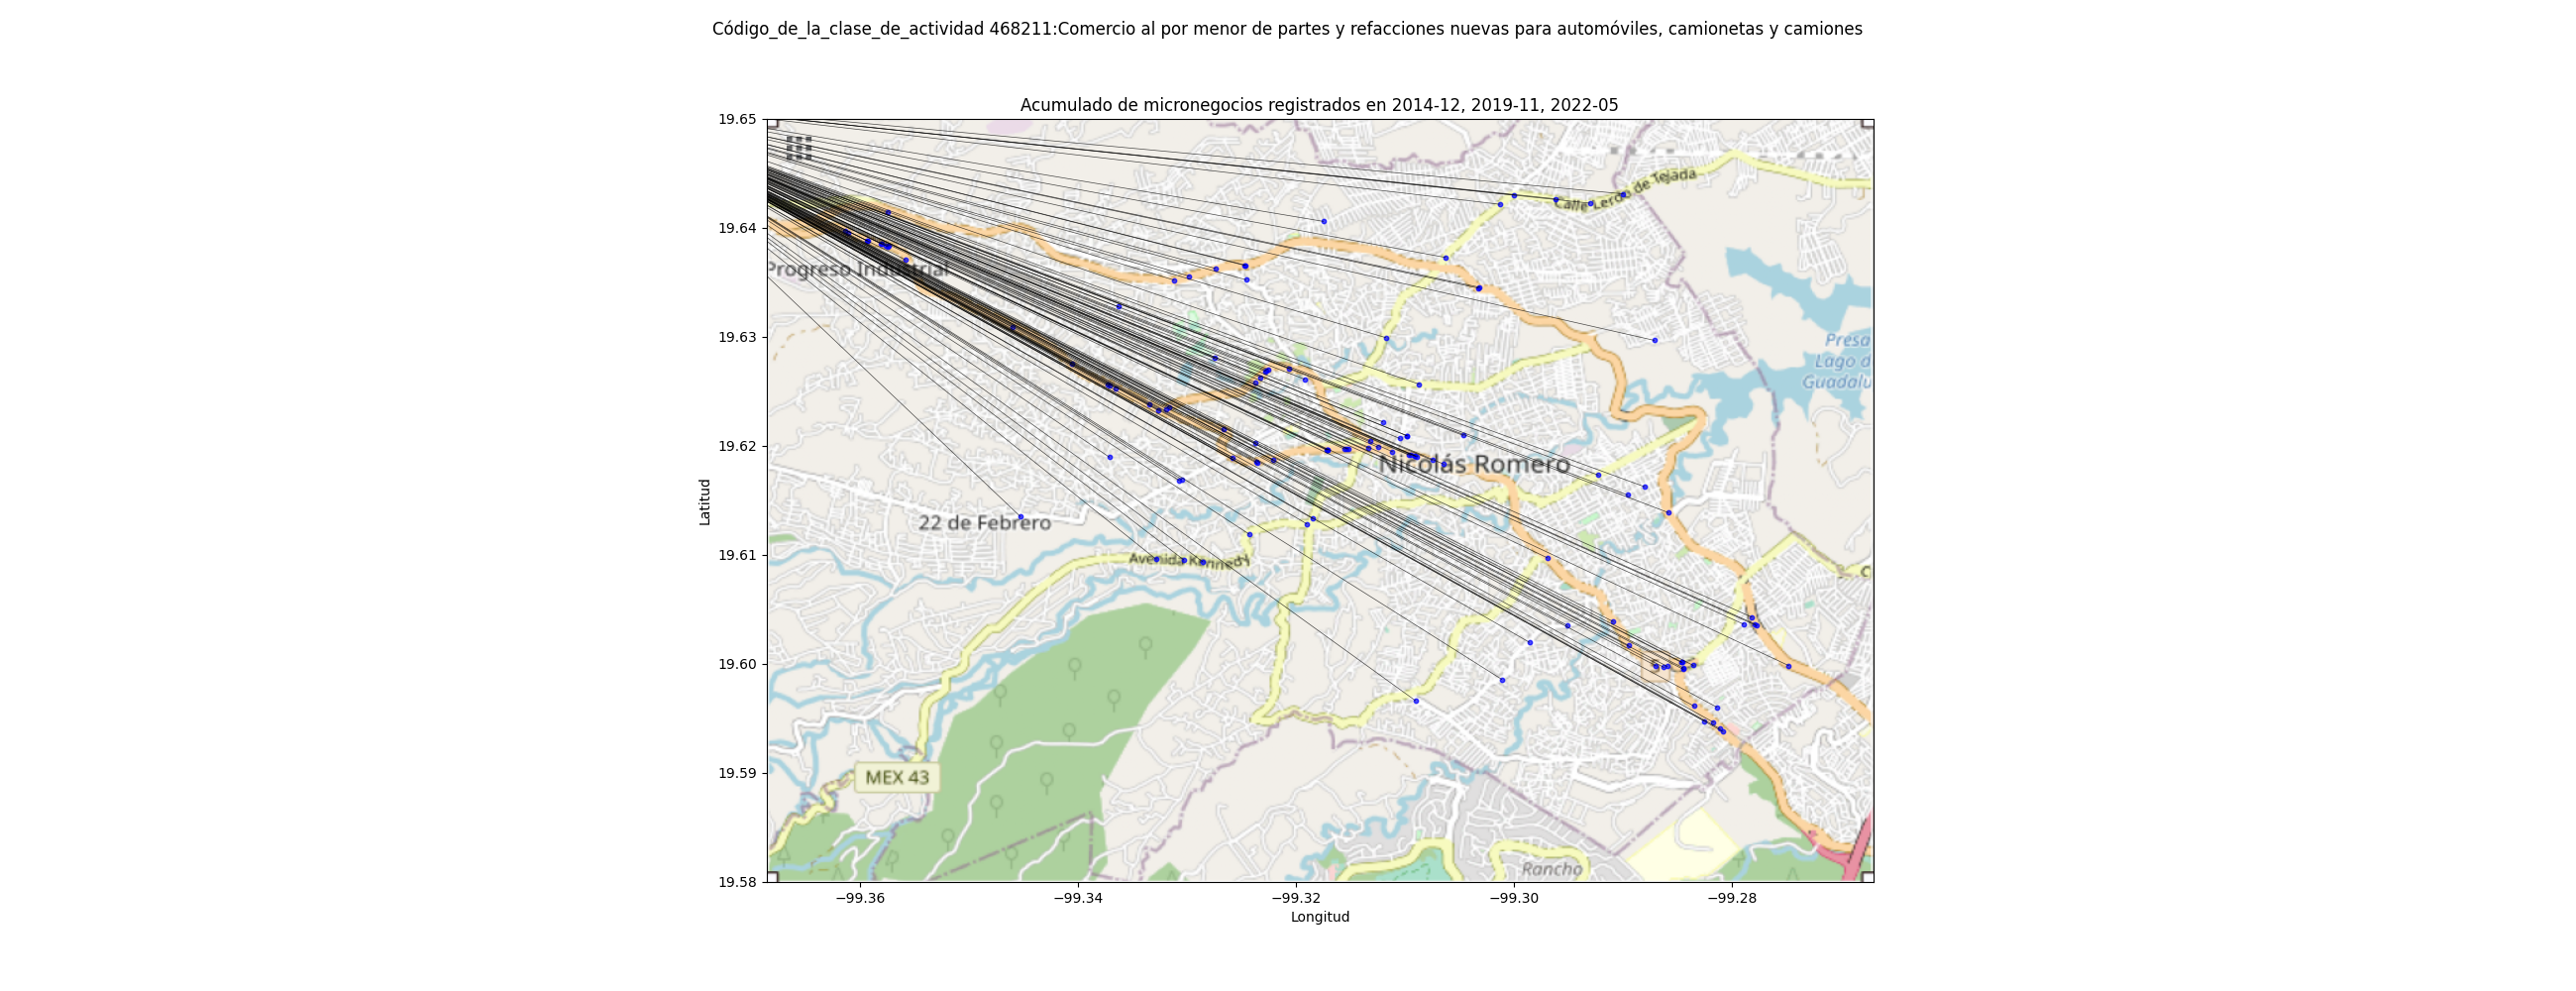 Código_de_la_clase_de_actividad 468211:Comercio al por menor de partes y refacciones nuevas para automóviles, camionetas y camiones
Acumulado de micronegocios registrados en 2014-12, 2019-11, 2022-05
19.65
19.64
19.63
19.62
19.61
19.60
19.59
19.58
Latitud
Calle Lerdo de Tejada
Progreso Industrial
Presa
Lago d
Guadalu
Nicolás Romero
22 de Febrero
Avenida Kennedy
C
MEX 43
Rancho
−99.36
−99.34
−99.32
−99.30
−99.28
Longitud